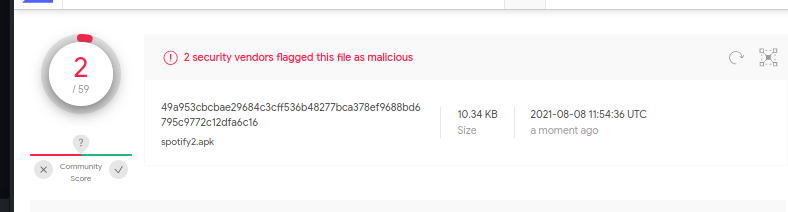 2
/ 59
?
Community
Score
2 security vendors flagged this file as malicious
49a953cbcbae29684c3cff536b48277bca378ef9688bd6
795c9772c12dfa6c16
spotify2.apk
10.34 KB
Size
2021-08-08 11:54:36 UTC
a moment ago